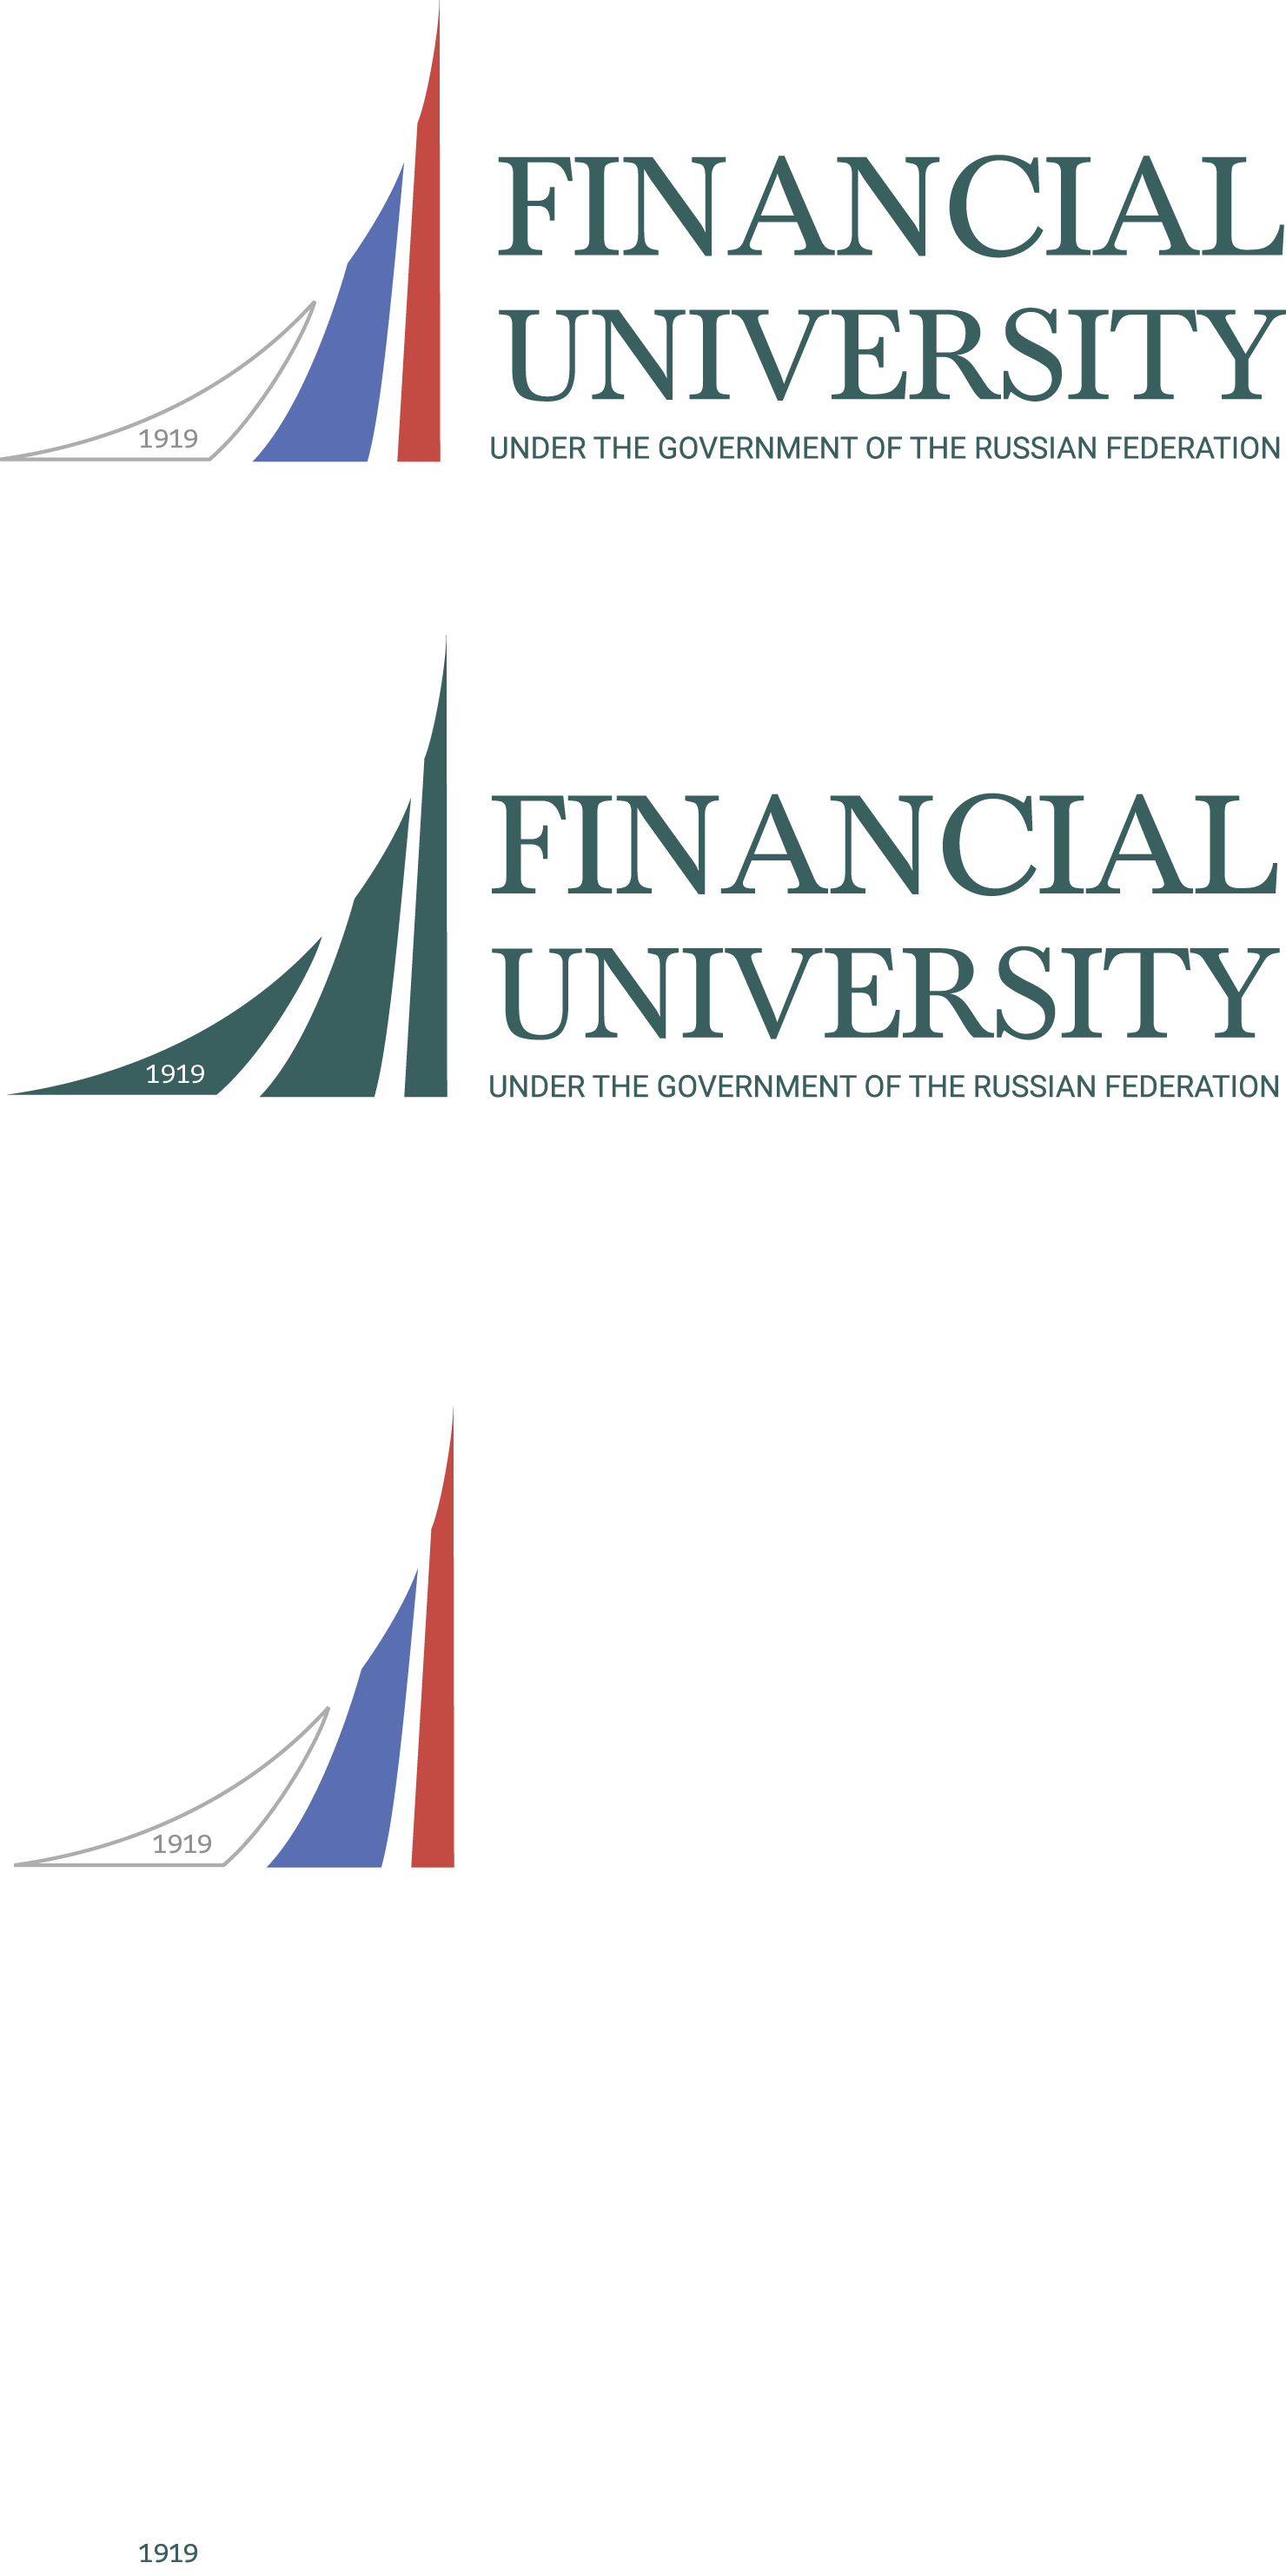 FINANCIAL
UNIVERSITY
1919
UNDER THE GOVERNMENT OF THE RUSSIAN FEDERATION
FINANCIAL
UNIVERSITY
1919
UNDER THE GOVERNMENT OF THE RUSSIAN FEDERATION
1919
1919